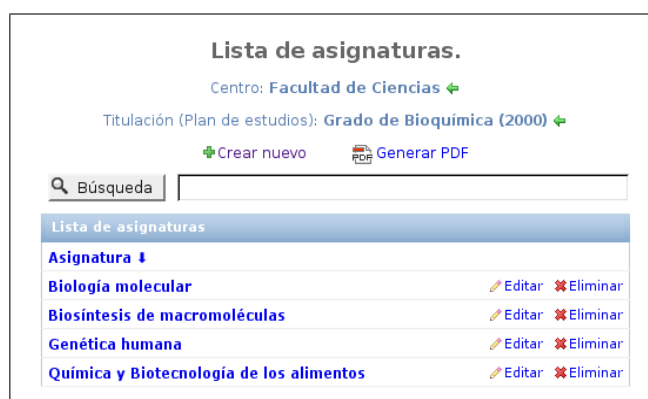 Lista de asignaturas.
Centro: Facultad de Ciencias
Titulación (Plan de estudios): Grado de Bioquímica (2000)
Crear nuevo PDF Generar PDF
Búsqueda
Lista de asignaturas
Asignatura
Biología molecular Editar Eliminar
Biosíntesis de macromoléculas Editar Eliminar
Genética humana Editar Eliminar
Química y Biotecnología de los alimentos Editar Eliminar